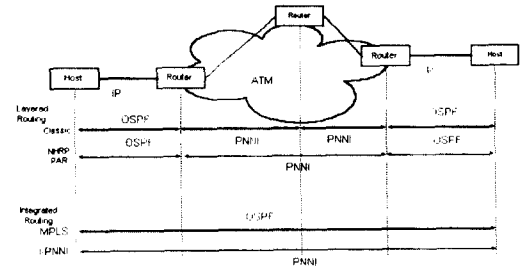 Router
Router
Router
Host
Host
IP
ATM
Layered
Routing
Classic
OSPF
PNNI
PNNI
OSPF
NHRP
PAR
OSPF
PNNI
OSPF
Integrated
Routing
MPLS
OSPF
I-PNNI
PNNI